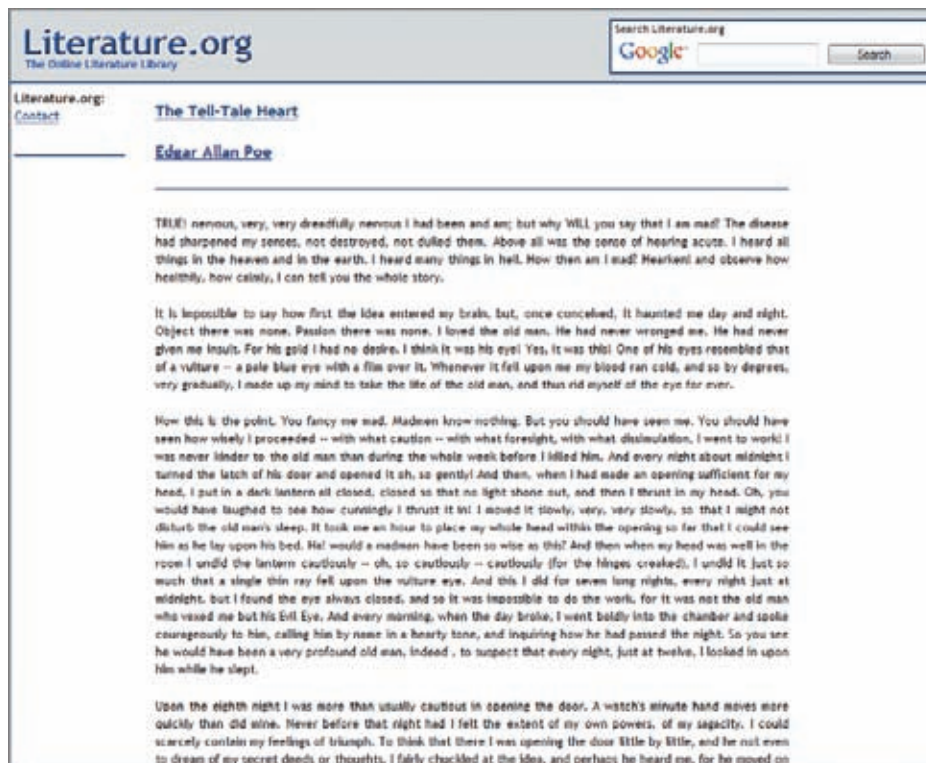 Literature.org
The Online Literature Library
Search Literature.org
Google
Search
Literature.org:
Contact
The Tell-Tale Heart
Edgar Allan Poe
TRUE! nervous, very, very dreadfully nervous I had been and am; but why WILL you say that I am mad? The disease
had sharpened my senses, not destroyed, not dulled them. Above all was the sense of hearing acute. I heard all
things in the heaven and in the earth. I heard many things in hell. How then am I mad? Hearken! and observe how
healthily, how calmly, I can tell you the whole story.
It is impossible to say how first the idea entered my brain, but, once conceived, it haunted me day and night.
Object there was none. Passion there was none. I loved the old man. He had never wronged me. He had never
given me insult. For his gold I had no desire. I think it was his eye! Yes, it was this! One of his eyes resembled that
of a vulture -- a pale blue eye with a film over it. Whenever it fell upon me my blood ran cold, and so by degrees,
very gradually, I made up my mind to take the life of the old man, and thus rid myself of the eye for ever.
Now this is the point. You fancy me mad. Madmen know nothing. But you should have seen me. You should have
seen how wisely I proceeded -- with what caution -- with what foresight, with what dissimulation, I went to work! I
was never kinder to the old man than during the whole week before I killed him. And every night about midnight I
turned the latch of his door and opened it oh, so gently! And then, when I had made an opening sufficient for my
head, I put in a dark lantern all closed, closed so that no light shone out, and then I thrust in my head. Oh, you
would have laughed to see how cunningly I thrust it in! I moved it slowly, very, very slowly, so that I might not
disturb the old man's sleep. It took me an hour to place my whole head within the opening so far that I could see
him as he lay upon his bed. Ha! would a madman have been so wise as this? And then when my head was well in the
room I undid the lantern cautiously -- oh, so cautiously -- cautiously (for the hinges creaked), I undid it just so
much that a single thin ray fell upon the vulture eye. And this I did for seven long nights, every night just at
midnight, but I found the eye always closed, and so it was impossible to do the work, for it was not the old man
who vexed me but his Evil Eye. And every morning, when the day broke, I went boldly into the chamber and spoke
courageously to him, calling him by name in a hearty tone, and inquiring how he had passed the night. So you see
he would have been a very profound old man, indeed , to suspect that every night, just at twelve, I looked in upon
him while he slept.
Upon the eighth night I was more than usually cautious in opening the door. A watch's minute hand moves more
quickly than did mine. Never before that night had I felt the extent of my own powers, of my sagacity. I could
scarcely contain my feelings of triumph. To think that there I was opening the door little by little, and he not even
to dream of my secret deeds or thoughts. I fairly chuckled at the idea, and perhaps he heard me, for he moved on